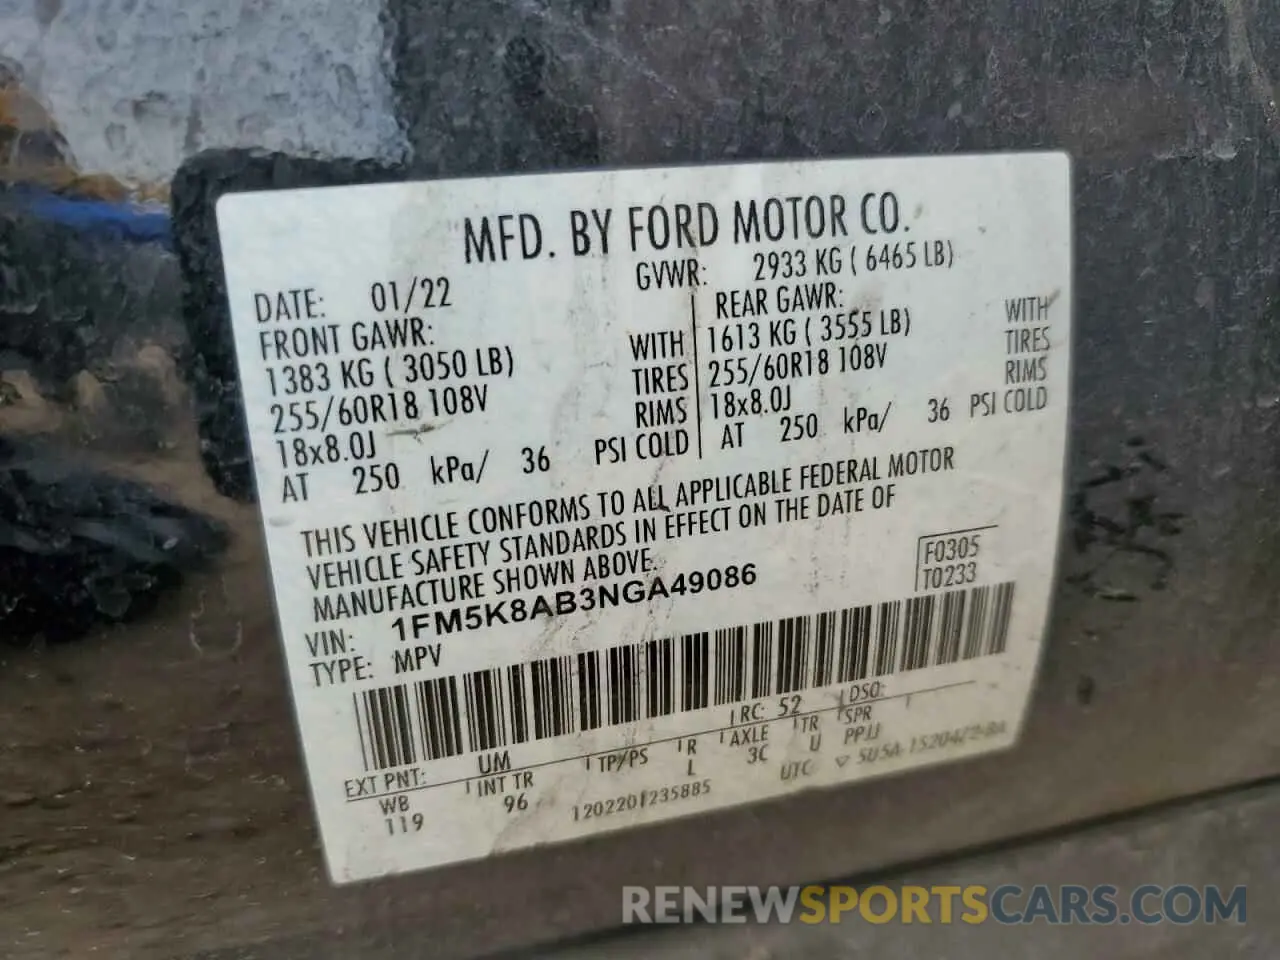 MFD. BY FORD MOTOR CO.
DATE: 01/22 GVWR: 2933 KG ( 6465 LB)
FRONT GAWR: REAR GAWR:
1383 KG ( 3050 LB) WITH 1613 KG ( 3555 LB) WITH
255/60R18 108V TIRES 255/60R18 108V TIRES
18x8.0J RIMS 18x8.0J RIMS
AT 250 kPa/ 36 PSI COLD AT 250 kPa/ 36 PSI COLD
THIS VEHICLE CONFORMS TO ALL APPLICABLE FEDERAL MOTOR
VEHICLE SAFETY STANDARDS IN EFFECT ON THE DATE OF
MANUFACTURE SHOWN ABOVE.
VIN: 1FM5K8AB3NGA49086
F0305
T0233
TYPE: MPV
EXT PNT: UM RC: 52 DSO:
WB INT TR TP/PS R AXLE TR SPR
119 96 L 3C U PPJJ
1202201235885 UTC
RENEWSPORTSCARS.COM